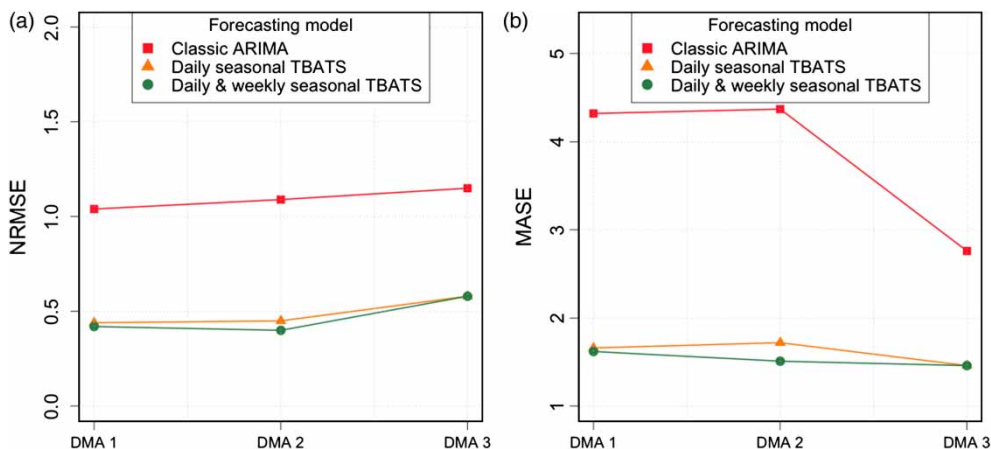 (a)
Forecasting model
Classic ARIMA
Daily seasonal TBATS
Daily & weekly seasonal TBATS
NRMSE
2.0
1.5
1.0
0.5
0.0
DMA 1
DMA 2
DMA 3
(b)
Forecasting model
Classic ARIMA
Daily seasonal TBATS
Daily & weekly seasonal TBATS
MASE
5
4
3
2
1
DMA 1
DMA 2
DMA 3